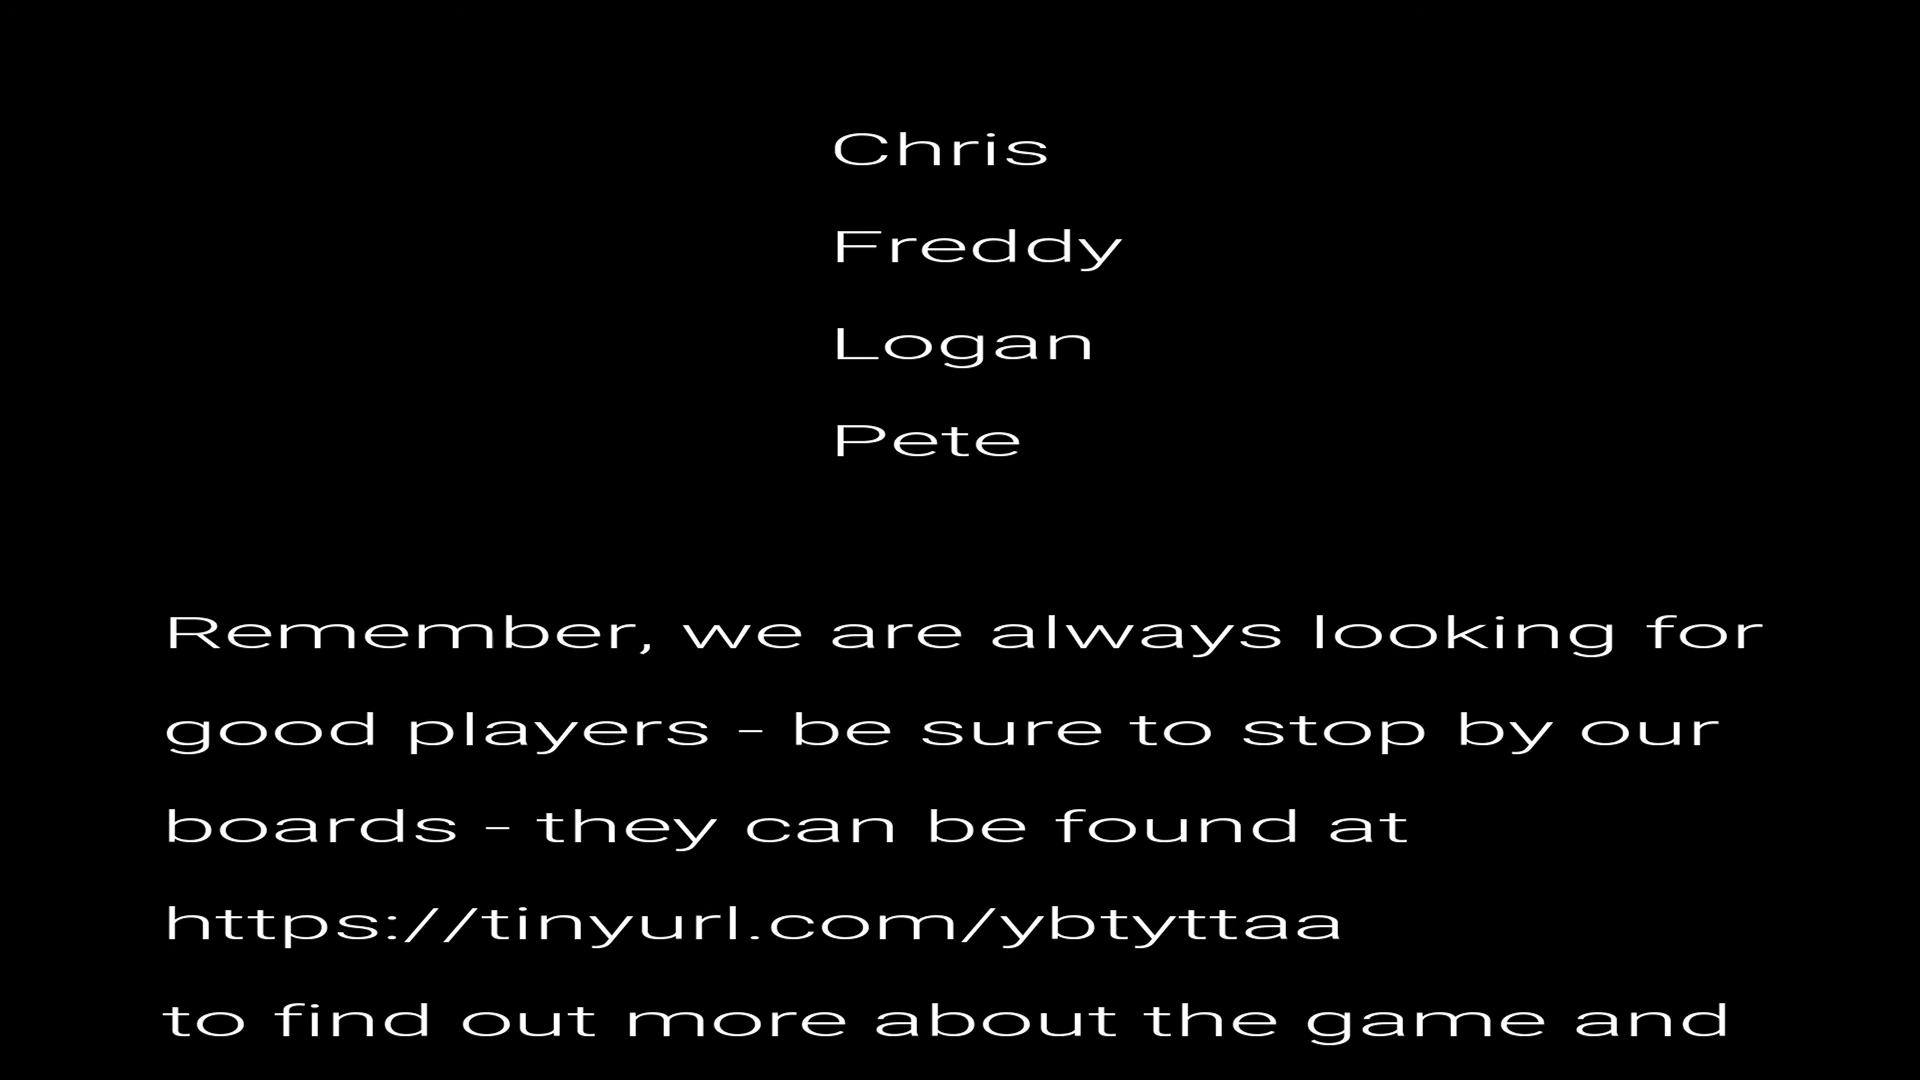 Chris
Freddy
Logan
Pete
Remember, we are always looking for
good players - be sure to stop by our
boards - they can be found at
https://tinyurl.com/ybtyttaa
to find out more about the game and